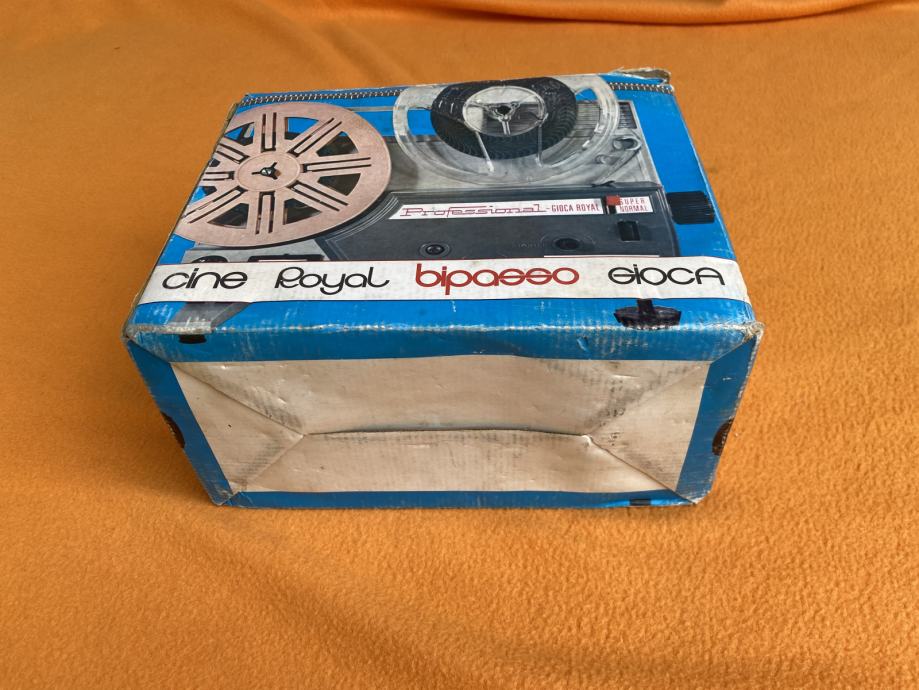 Professional - GIOCA ROYAL SUPER
NORMAL
cine Royal bipasso GIOCA